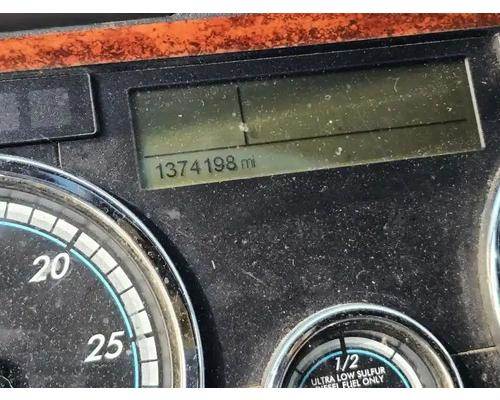 1374198 mi
20
25
1/2
ULTRA LOW SULFUR
DIESEL FUEL ONLY